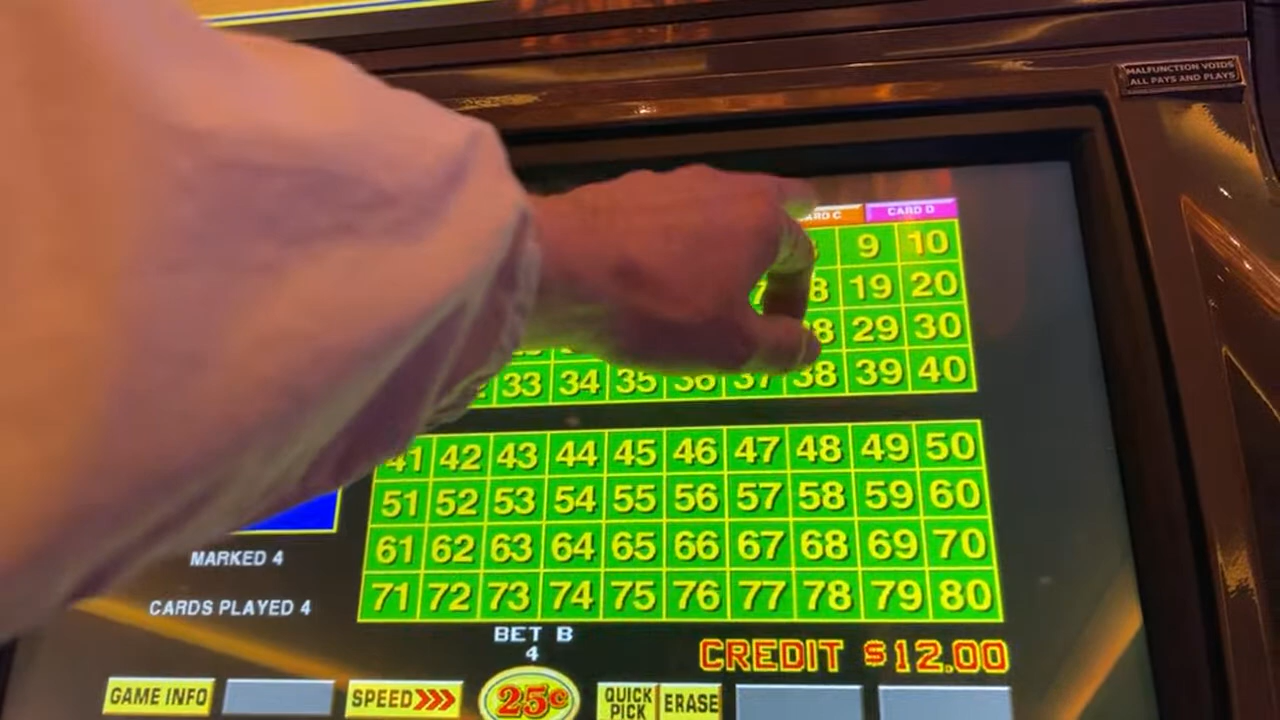 MALFUNCTION VOIDS
ALL PAYS AND PLAYS
CARD C CARD D
9 10
19 20
29 30
33 34 35 36 37 38 39 40
41 42 43 44 45 46 47 48 49 50
51 52 53 54 55 56 57 58 59 60
61 62 63 64 65 66 67 68 69 70
71 72 73 74 75 76 77 78 79 80
MARKED 4
CARDS PLAYED 4
BET B
4
CREDIT $12.00
GAME INFO
SPEED
25¢
QUICK
PICK
ERASE